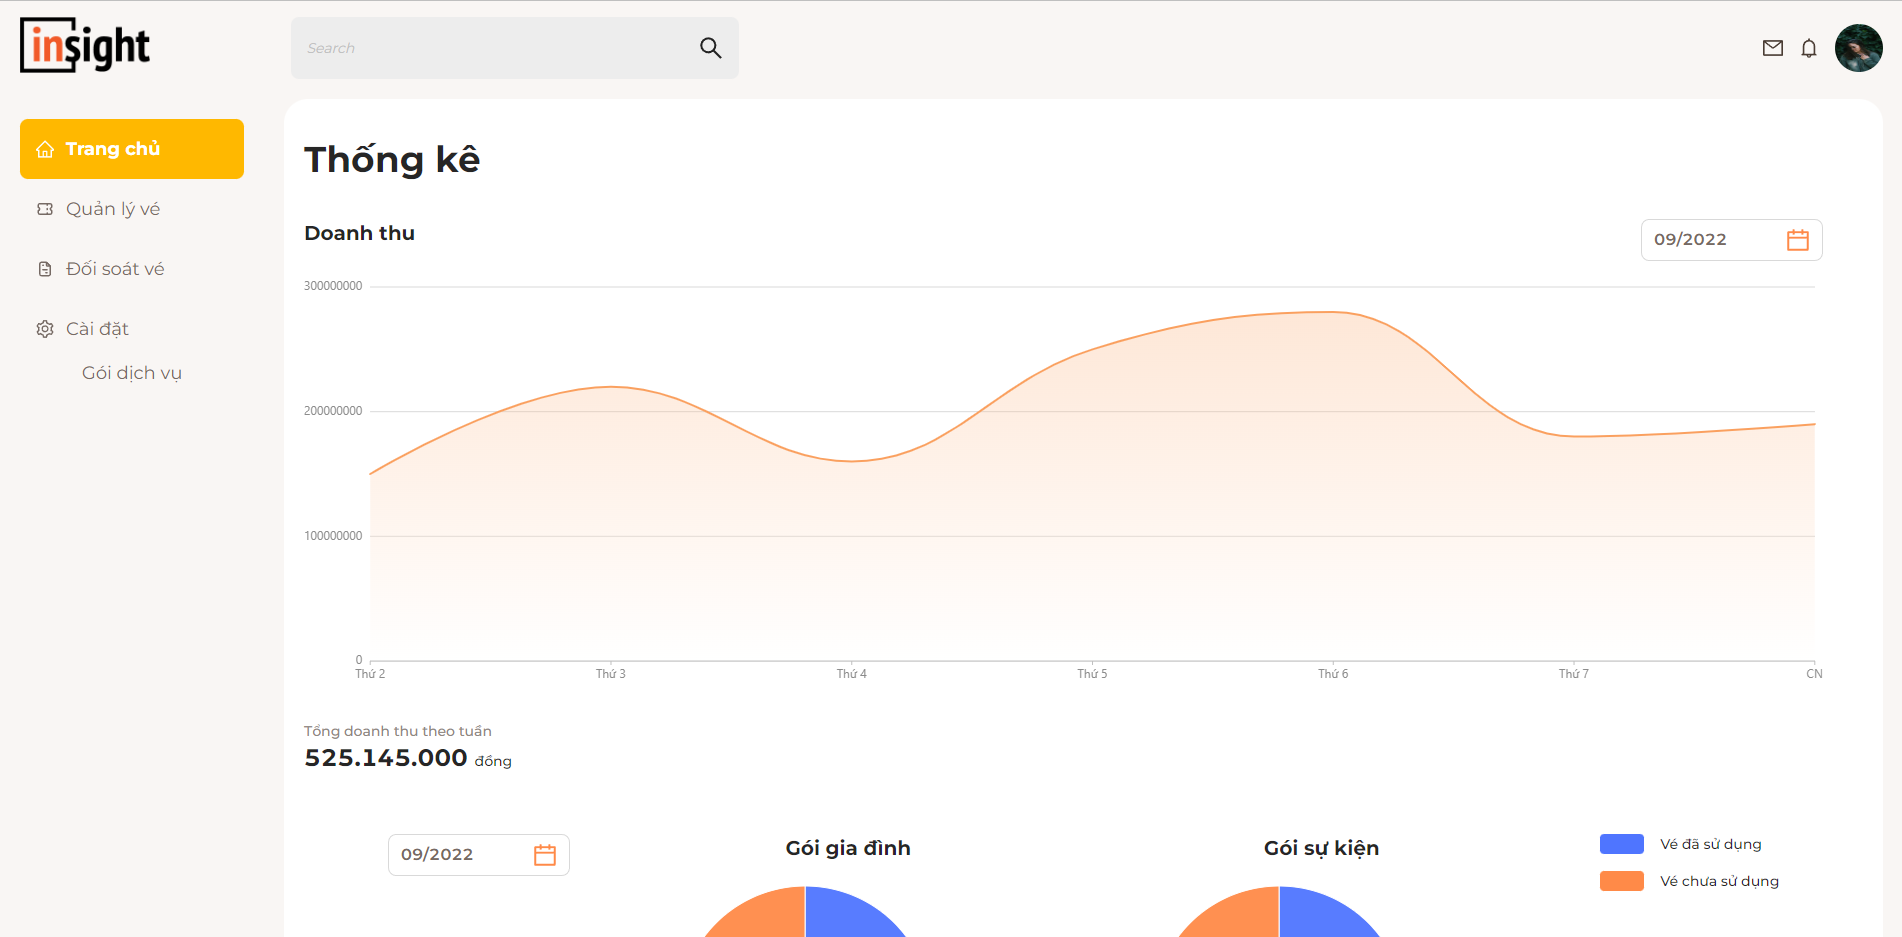 insight
Search
Trang chủ
Quản lý vé
Đối soát vé
Cài đặt
Gói dịch vụ
Thống kê
Doanh thu
09/2022
300000000
200000000
100000000
0
Thứ 2 Thứ 3 Thứ 4 Thứ 5 Thứ 6 Thứ 7 CN
Tổng doanh thu theo tuần
525.145.000 đồng
09/2022
Gói gia đình
Gói sự kiện
Vé đã sử dụng
Vé chưa sử dụng